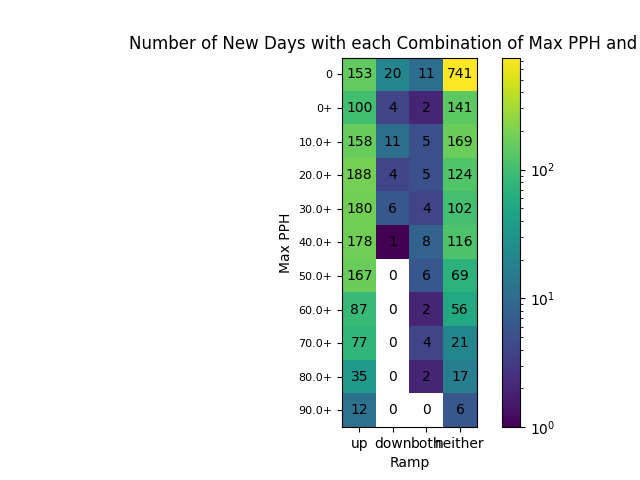 Number of New Days with each Combination of Max PPH and
0 153 20 11 741
0+ 100 4 2 141
10.0+ 158 11 5 169
20.0+ 188 4 5 124
30.0+ 180 6 4 102
40.0+ 178 1 8 116
50.0+ 167 0 6 69
60.0+ 87 0 2 56
70.0+ 77 0 4 21
80.0+ 35 0 2 17
90.0+ 12 0 0 6
up down both neither
Ramp
Max PPH
10^2
10^1
10^0